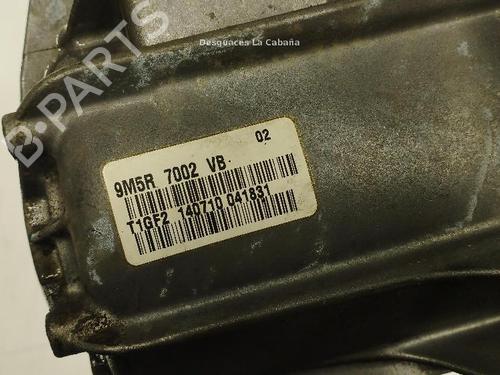 Desguaces La Cabaña
B-PARTS
9M5R 7002 VB 02
T1GF2 140710 041831